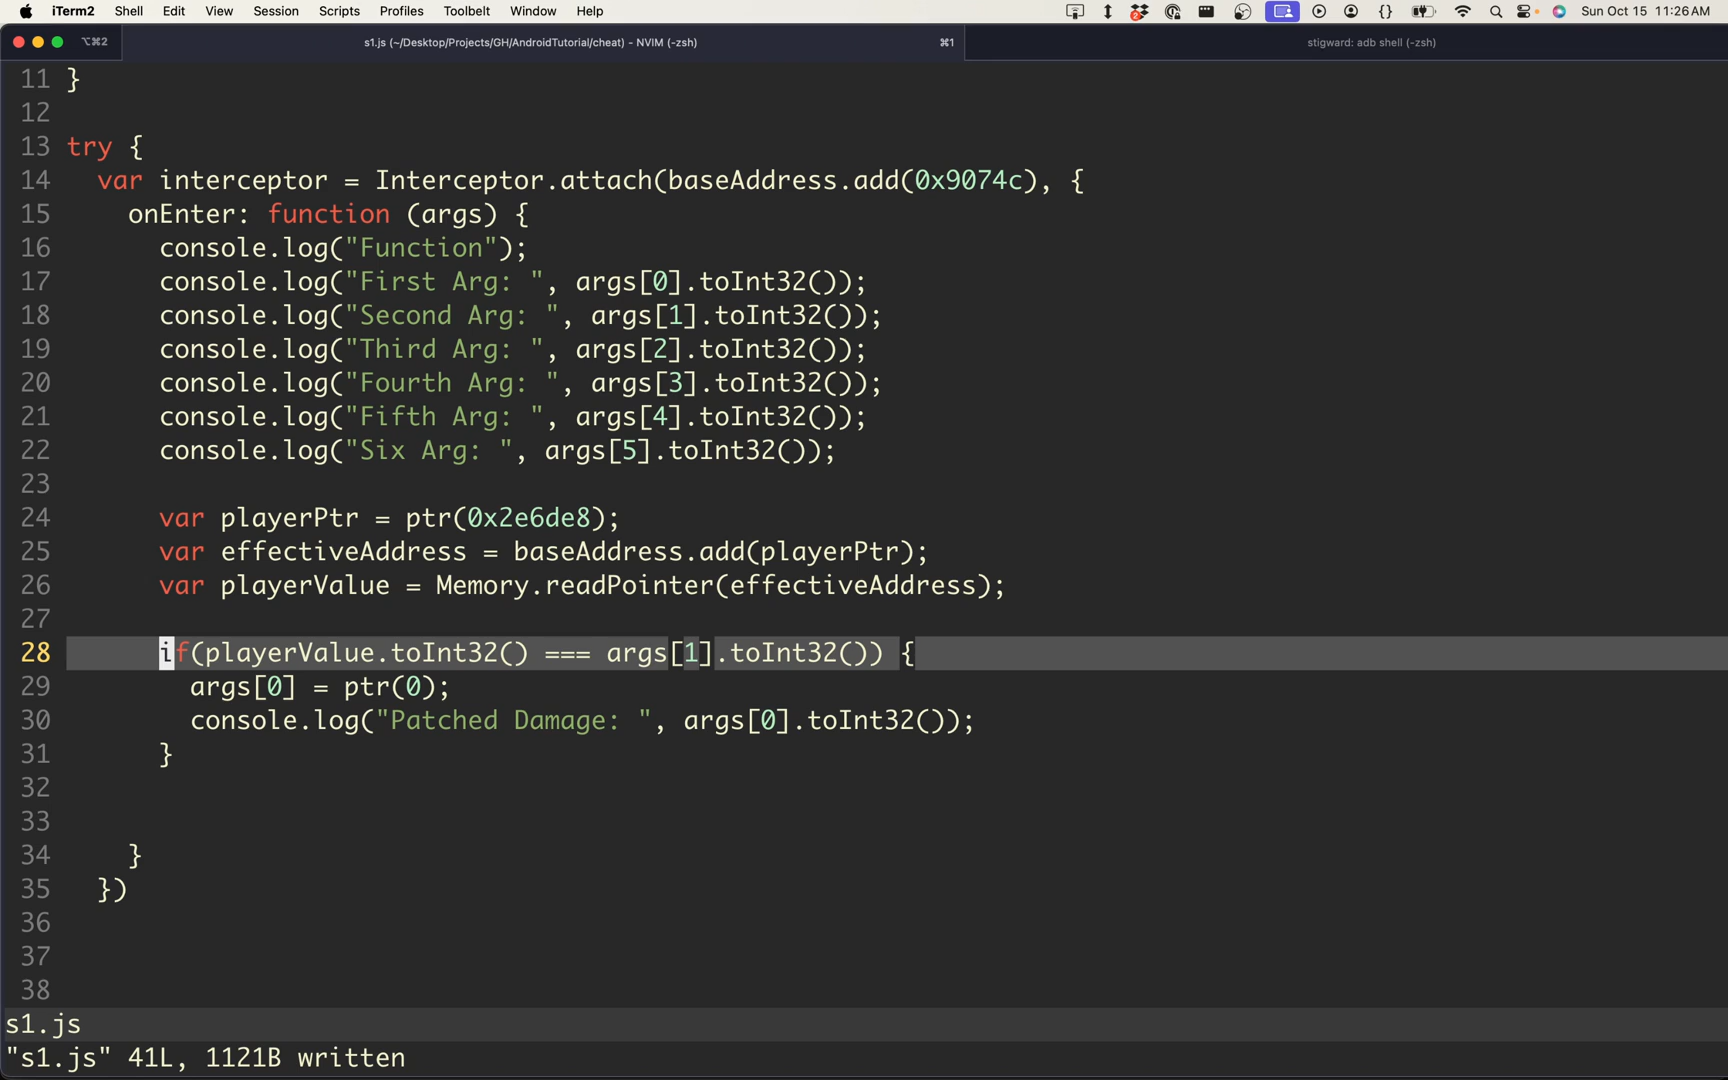 iTerm2 Shell Edit View Session Scripts Profiles Toolbelt Window Help Sun Oct 15 11:26 AM
⌥⌘2 s1.js (~/Desktop/Projects/GH/AndroidTutorial/cheat) - NVIM (-zsh) ⌘1 stigward: adb shell (-zsh)
11 }
12
13 try {
14 var interceptor = Interceptor.attach(baseAddress.add(0x9074c), {
15 onEnter: function (args) {
16 console.log("Function");
17 console.log("First Arg: ", args[0].toInt32());
18 console.log("Second Arg: ", args[1].toInt32());
19 console.log("Third Arg: ", args[2].toInt32());
20 console.log("Fourth Arg: ", args[3].toInt32());
21 console.log("Fifth Arg: ", args[4].toInt32());
22 console.log("Six Arg: ", args[5].toInt32());
23
24 var playerPtr = ptr(0x2e6de8);
25 var effectiveAddress = baseAddress.add(playerPtr);
26 var playerValue = Memory.readPointer(effectiveAddress);
27
28 if(playerValue.toInt32() === args[1].toInt32()) {
29 args[0] = ptr(0);
30 console.log("Patched Damage: ", args[0].toInt32());
31 }
32
33
34 }
35 })
36
37
38
s1.js
"s1.js" 41L, 1121B written